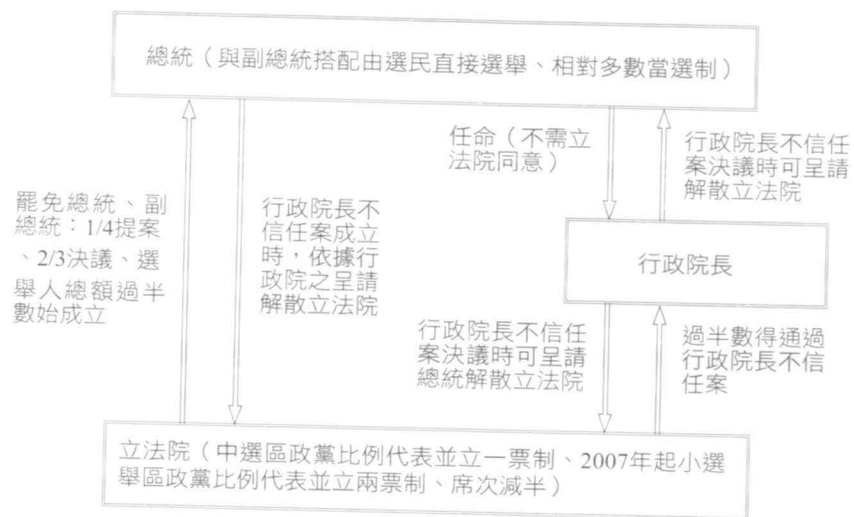 總統（與副總統搭配由選民直接選舉、相對多數當選制）
任命（不需立
法院同意）
行政院長不信任
案決議時可呈請
解散立法院
罷免總統、副
總統：1/4提案
、2/3決議、選
舉人總額過半
數始成立
行政院長不
信任案成立
時，依據行
政院之呈請
解散立法院
行政院長
行政院長不信任
案決議時可呈請
總統解散立法院
過半數得通過
行政院長不信
任案
立法院（中選區政黨比例代表並立一票制、2007年起小選
舉區政黨比例代表並立兩票制、席次減半）